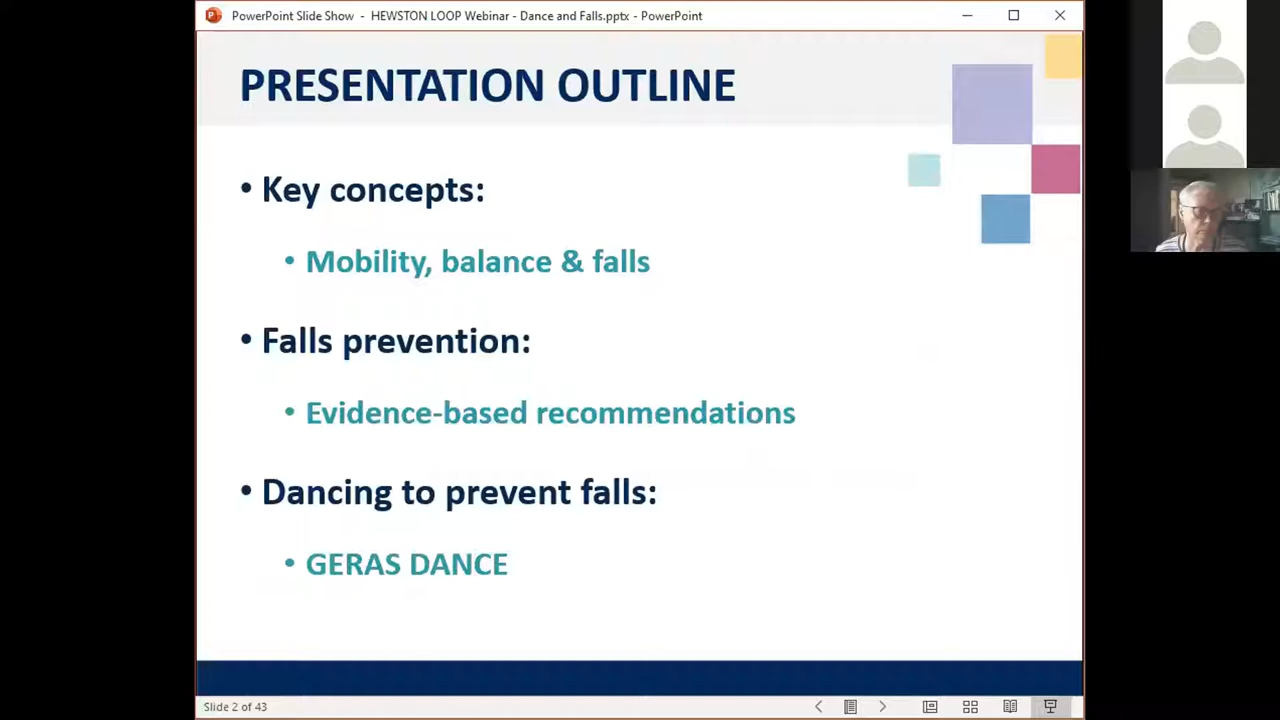 PowerPoint Slide Show - HEWSTON LOOP Webinar - Dance and Falls.pptx - PowerPoint
PRESENTATION OUTLINE
• Key concepts:
• Mobility, balance & falls
• Falls prevention:
• Evidence-based recommendations
• Dancing to prevent falls:
• GERAS DANCE
Slide 2 of 43